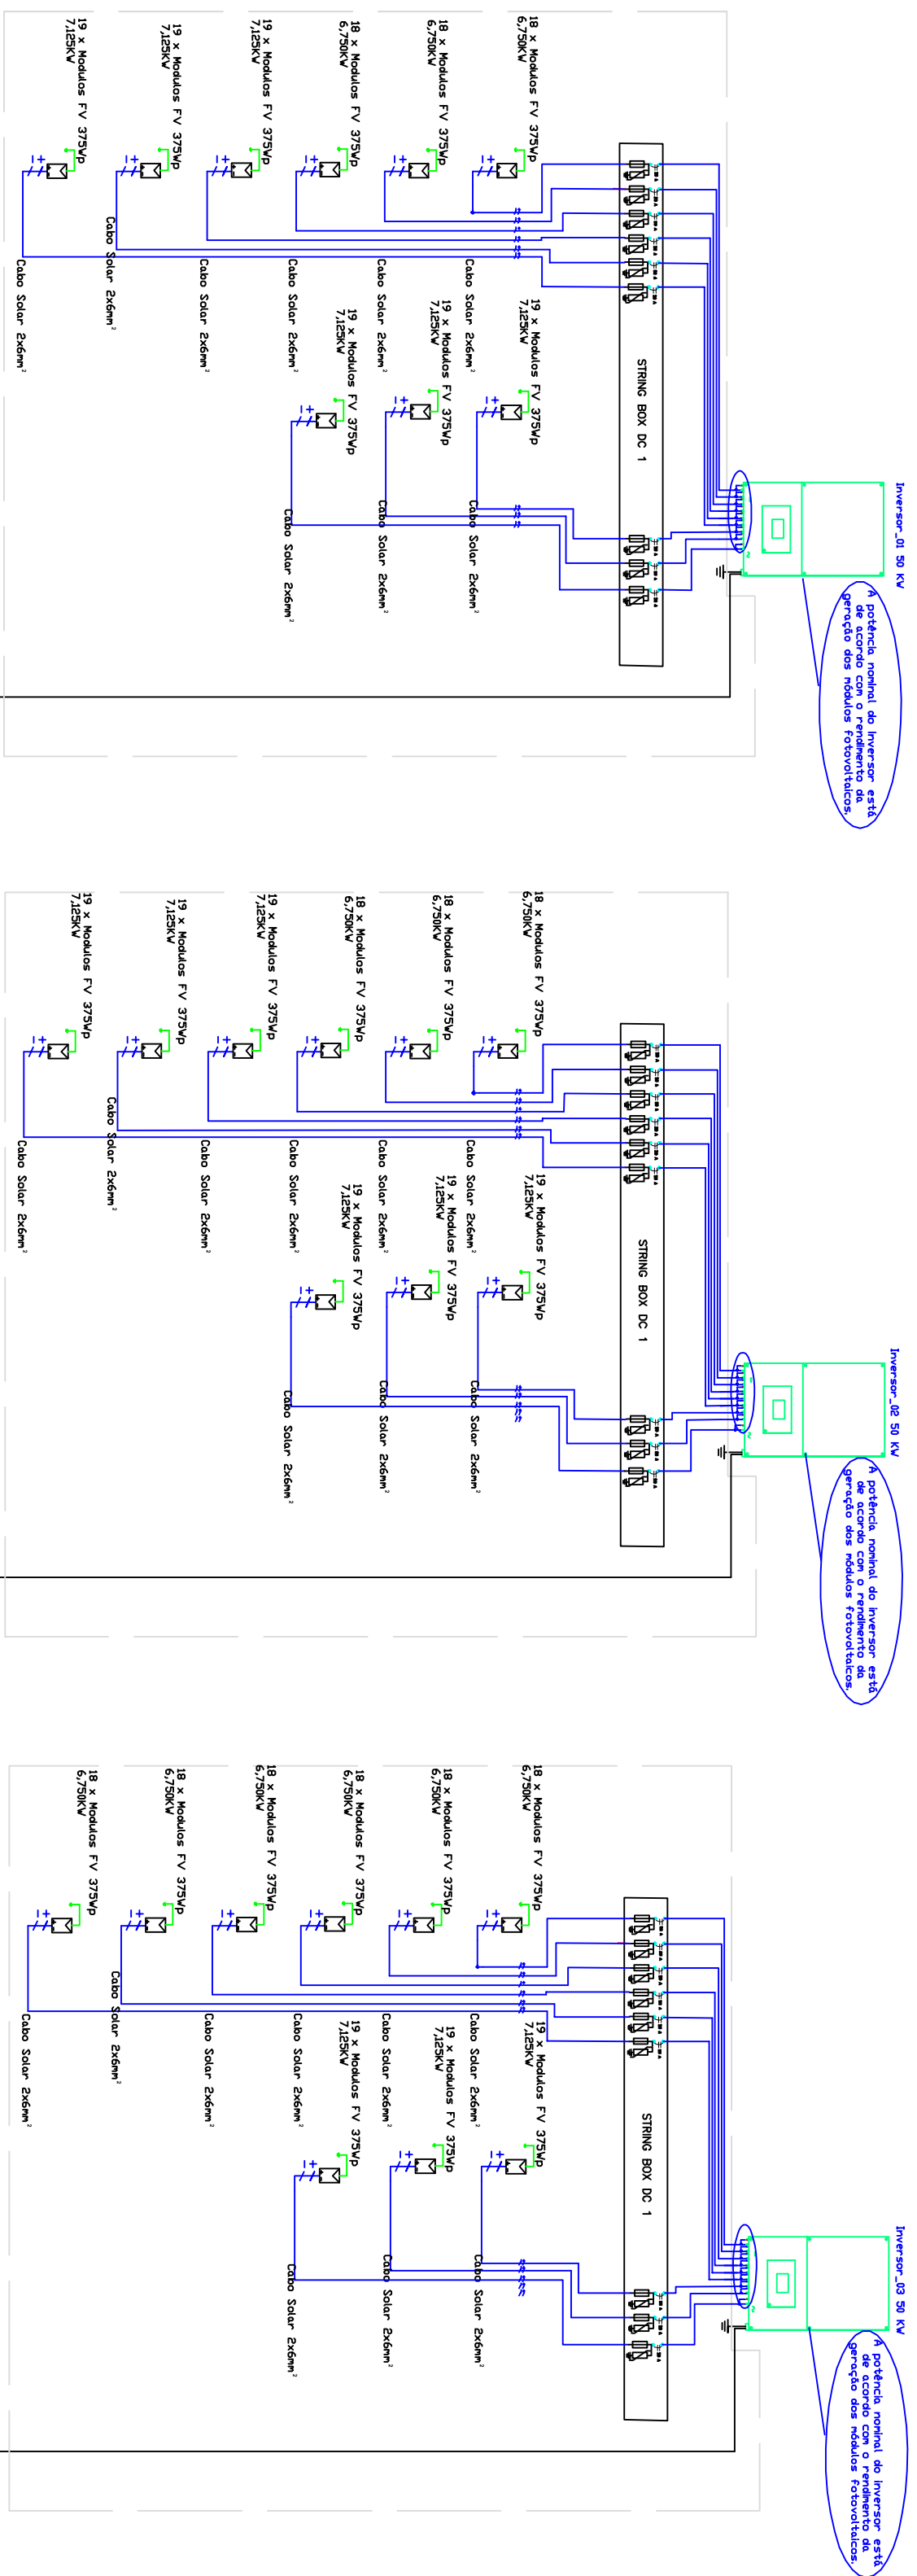 Inversor_01 50 KW
A potência nominal do inversor está
de acordo com o rendimento da
geração dos módulos fotovoltaicos.
STRING BOX DC 1
18 x Modulos FV 375Wp
6,750KW
18 x Modulos FV 375Wp
6,750KW
18 x Modulos FV 375Wp
6,750KW
19 x Modulos FV 375Wp
7,125KW
19 x Modulos FV 375Wp
7,125KW
19 x Modulos FV 375Wp
7,125KW
19 x Modulos FV 375Wp
7,125KW
19 x Modulos FV 375Wp
7,125KW
19 x Modulos FV 375Wp
7,125KW
Cabo Solar 2x6mm²
Cabo Solar 2x6mm²
Cabo Solar 2x6mm²
Cabo Solar 2x6mm²
Cabo Solar 2x6mm²
Cabo Solar 2x6mm²
Cabo Solar 2x6mm²
Cabo Solar 2x6mm²
Cabo Solar 2x6mm²
Inversor_02 50 KW
A potência nominal do inversor está
de acordo com o rendimento da
geração dos módulos fotovoltaicos.
STRING BOX DC 1
18 x Modulos FV 375Wp
6,750KW
18 x Modulos FV 375Wp
6,750KW
18 x Modulos FV 375Wp
6,750KW
19 x Modulos FV 375Wp
7,125KW
19 x Modulos FV 375Wp
7,125KW
19 x Modulos FV 375Wp
7,125KW
19 x Modulos FV 375Wp
7,125KW
19 x Modulos FV 375Wp
7,125KW
19 x Modulos FV 375Wp
7,125KW
Cabo Solar 2x6mm²
Cabo Solar 2x6mm²
Cabo Solar 2x6mm²
Cabo Solar 2x6mm²
Cabo Solar 2x6mm²
Cabo Solar 2x6mm²
Cabo Solar 2x6mm²
Cabo Solar 2x6mm²
Cabo Solar 2x6mm²
Inversor_03 50 KW
A potência nominal do inversor está
de acordo com o rendimento da
geração dos módulos fotovoltaicos.
STRING BOX DC 1
18 x Modulos FV 375Wp
6,750KW
18 x Modulos FV 375Wp
6,750KW
18 x Modulos FV 375Wp
6,750KW
18 x Modulos FV 375Wp
6,750KW
18 x Modulos FV 375Wp
6,750KW
18 x Modulos FV 375Wp
6,750KW
19 x Modulos FV 375Wp
7,125KW
19 x Modulos FV 375Wp
7,125KW
19 x Modulos FV 375Wp
7,125KW
Cabo Solar 2x6mm²
Cabo Solar 2x6mm²
Cabo Solar 2x6mm²
Cabo Solar 2x6mm²
Cabo Solar 2x6mm²
Cabo Solar 2x6mm²
Cabo Solar 2x6mm²
Cabo Solar 2x6mm²
Cabo Solar 2x6mm²